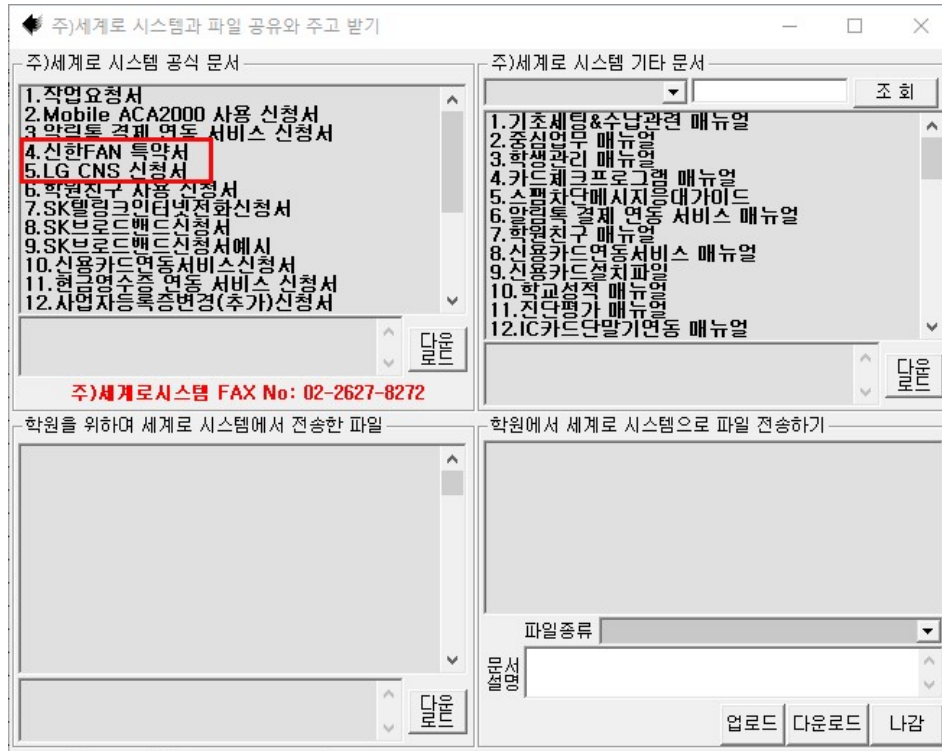 주)세계로 시스템과 파일 공유와 주고 받기
주)세계로 시스템 공식 문서
1.작업요청서
2.Mobile ACA2000 사용 신청서
3.알림톡 결제 연동 서비스 신청서
4.신한FAN 특약서
5.LG CNS 신청서
6.학원친구 사용 신청서
7.SK텔링크인터넷전화신청서
8.SK브로드밴드신청서
9.SK브로드밴드신청서예시
10.신용카드연동서비스신청서
11.현금영수증 연동 서비스 신청서
12.사업자등록증변경(추가)신청서
다운로드
주)세계로시스템 FAX No: 02-2627-8272
주)세계로 시스템 기타 문서
조 회
1.기초세팅&수납관련 매뉴얼
2.중심업무 매뉴얼
3.학생관리 매뉴얼
4.카드체크프로그램 매뉴얼
5.스팸차단메시지응대가이드
6.알림톡 결제 연동 서비스 매뉴얼
7.학원친구 매뉴얼
8.신용카드연동서비스 매뉴얼
9.신용카드설치파일
10.학교성적 매뉴얼
11.진단평가 매뉴얼
12.IC카드단말기연동 매뉴얼
다운로드
학원을 위하여 세계로 시스템에서 전송한 파일
다운로드
학원에서 세계로 시스템으로 파일 전송하기
파일종류
문서설명
업로드 다운로드 나감